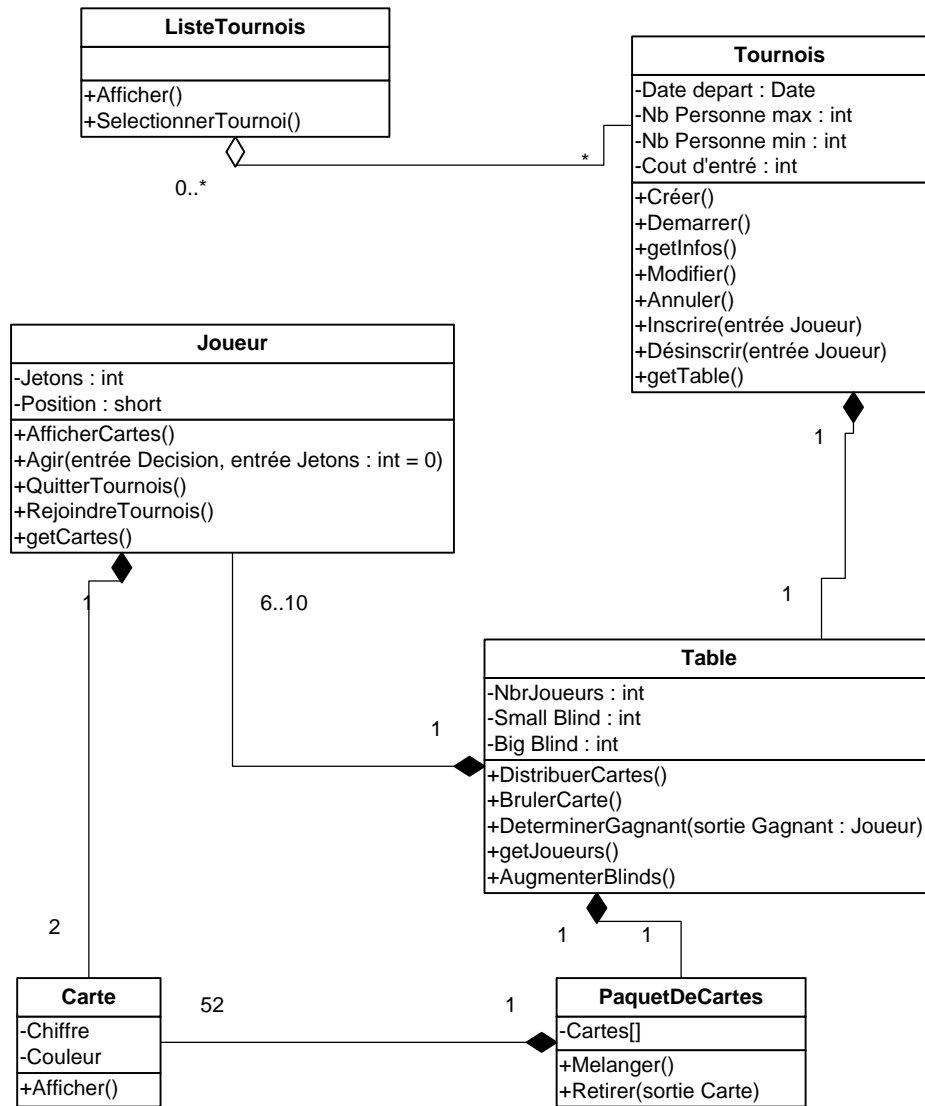 ListeTournois
+Afficher()
+SelectionnerTournoi()
0..*
*
Tournois
-Date depart : Date
-Nb Personne max : int
-Nb Personne min : int
-Cout d'entré : int
+Créer()
+Demarrer()
+getInfos()
+Modifier()
+Annuler()
+Inscrire(entrée Joueur)
+Désinscrir(entrée Joueur)
+getTable()
1
1
Joueur
-Jetons : int
-Position : short
+AfficherCartes()
+Agir(entrée Decision, entrée Jetons : int = 0)
+QuitterTournois()
+RejoindreTournois()
+getCartes()
1
6..10
1
2
Table
-NbrJoueurs : int
-Small Blind : int
-Big Blind : int
+DistribuerCartes()
+BrulerCarte()
+DeterminerGagnant(sortie Gagnant : Joueur)
+getJoueurs()
+AugmenterBlinds()
1
1
Carte
-Chiffre
-Couleur
+Afficher()
52
1
PaquetDeCartes
-Cartes[]
+Melanger()
+Retirer(sortie Carte)